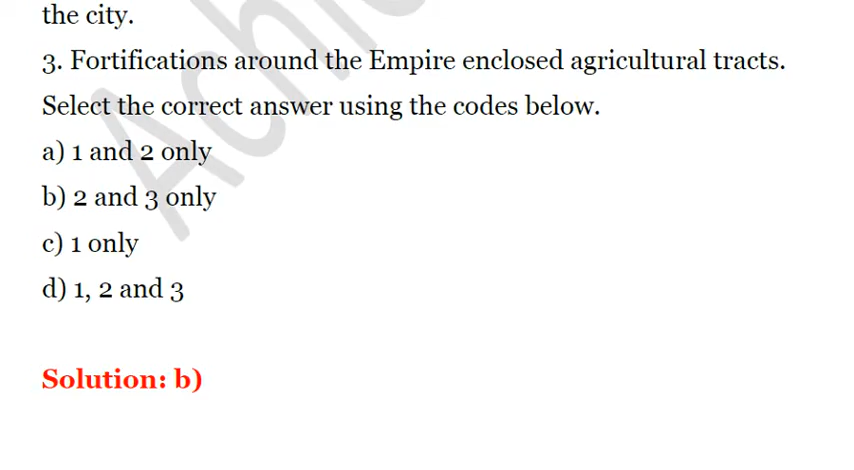 the city.
3. Fortifications around the Empire enclosed agricultural tracts.
Select the correct answer using the codes below.
a) 1 and 2 only
b) 2 and 3 only
c) 1 only
d) 1, 2 and 3
Solution: b)